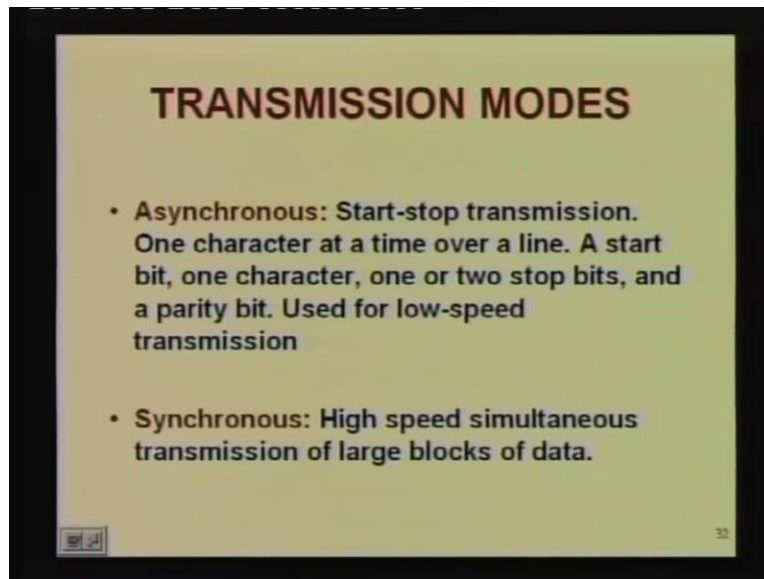 TRANSMISSION MODES
• Asynchronous: Start-stop transmission.
One character at a time over a line. A start
bit, one character, one or two stop bits, and
a parity bit. Used for low-speed
transmission
• Synchronous: High speed simultaneous
transmission of large blocks of data.
32